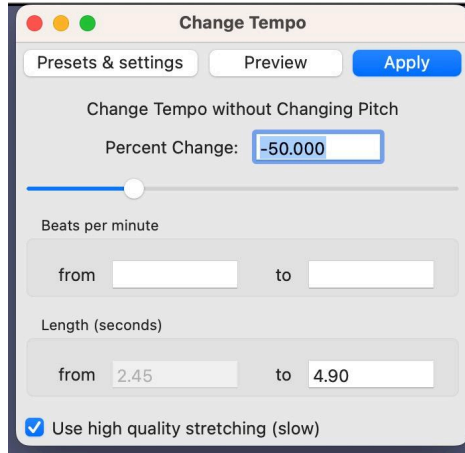 Change Tempo
Presets & settings Preview Apply
Change Tempo without Changing Pitch
Percent Change: -50.000
Beats per minute
from to
Length (seconds)
from 2.45 to 4.90
Use high quality stretching (slow)